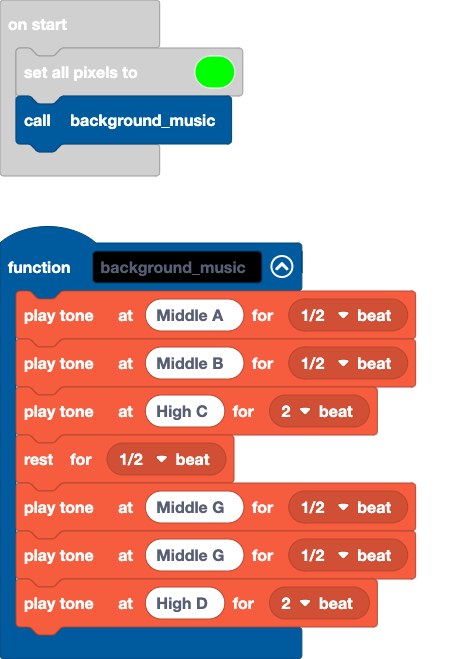 on start
set all pixels to
call background_music
function background_music
play tone at Middle A for 1/2 beat
play tone at Middle B for 1/2 beat
play tone at High C for 2 beat
rest for 1/2 beat
play tone at Middle G for 1/2 beat
play tone at Middle G for 1/2 beat
play tone at High D for 2 beat